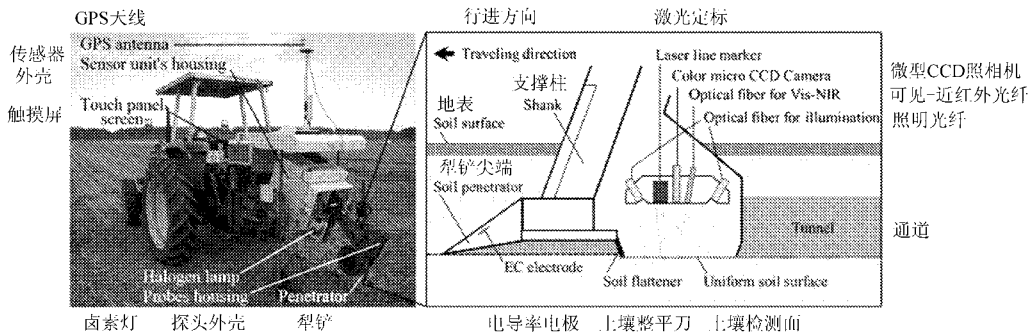 GPS天线
行进方向
激光定标
传感器
外壳
GPS antenna
Sensor unit's housing
触摸屏
Touch panel
screen
Traveling direction
支撑柱
Shank
地表
Soil surface
犁铲尖端
Soil penetrator
Laser line marker
Color micro CCD Camera
Optical fiber for Vis-NIR
Optical fiber for illumination
微型CCD照相机
可见-近红外光纤
照明光纤
Tunnel
通道
Halogen lamp
Probes housing
Penetrator
EC electrode
Soil flattener
Uniform soil surface
卤素灯
探头外壳
犁铲
电导率电极
土壤整平刀
土壤检测面